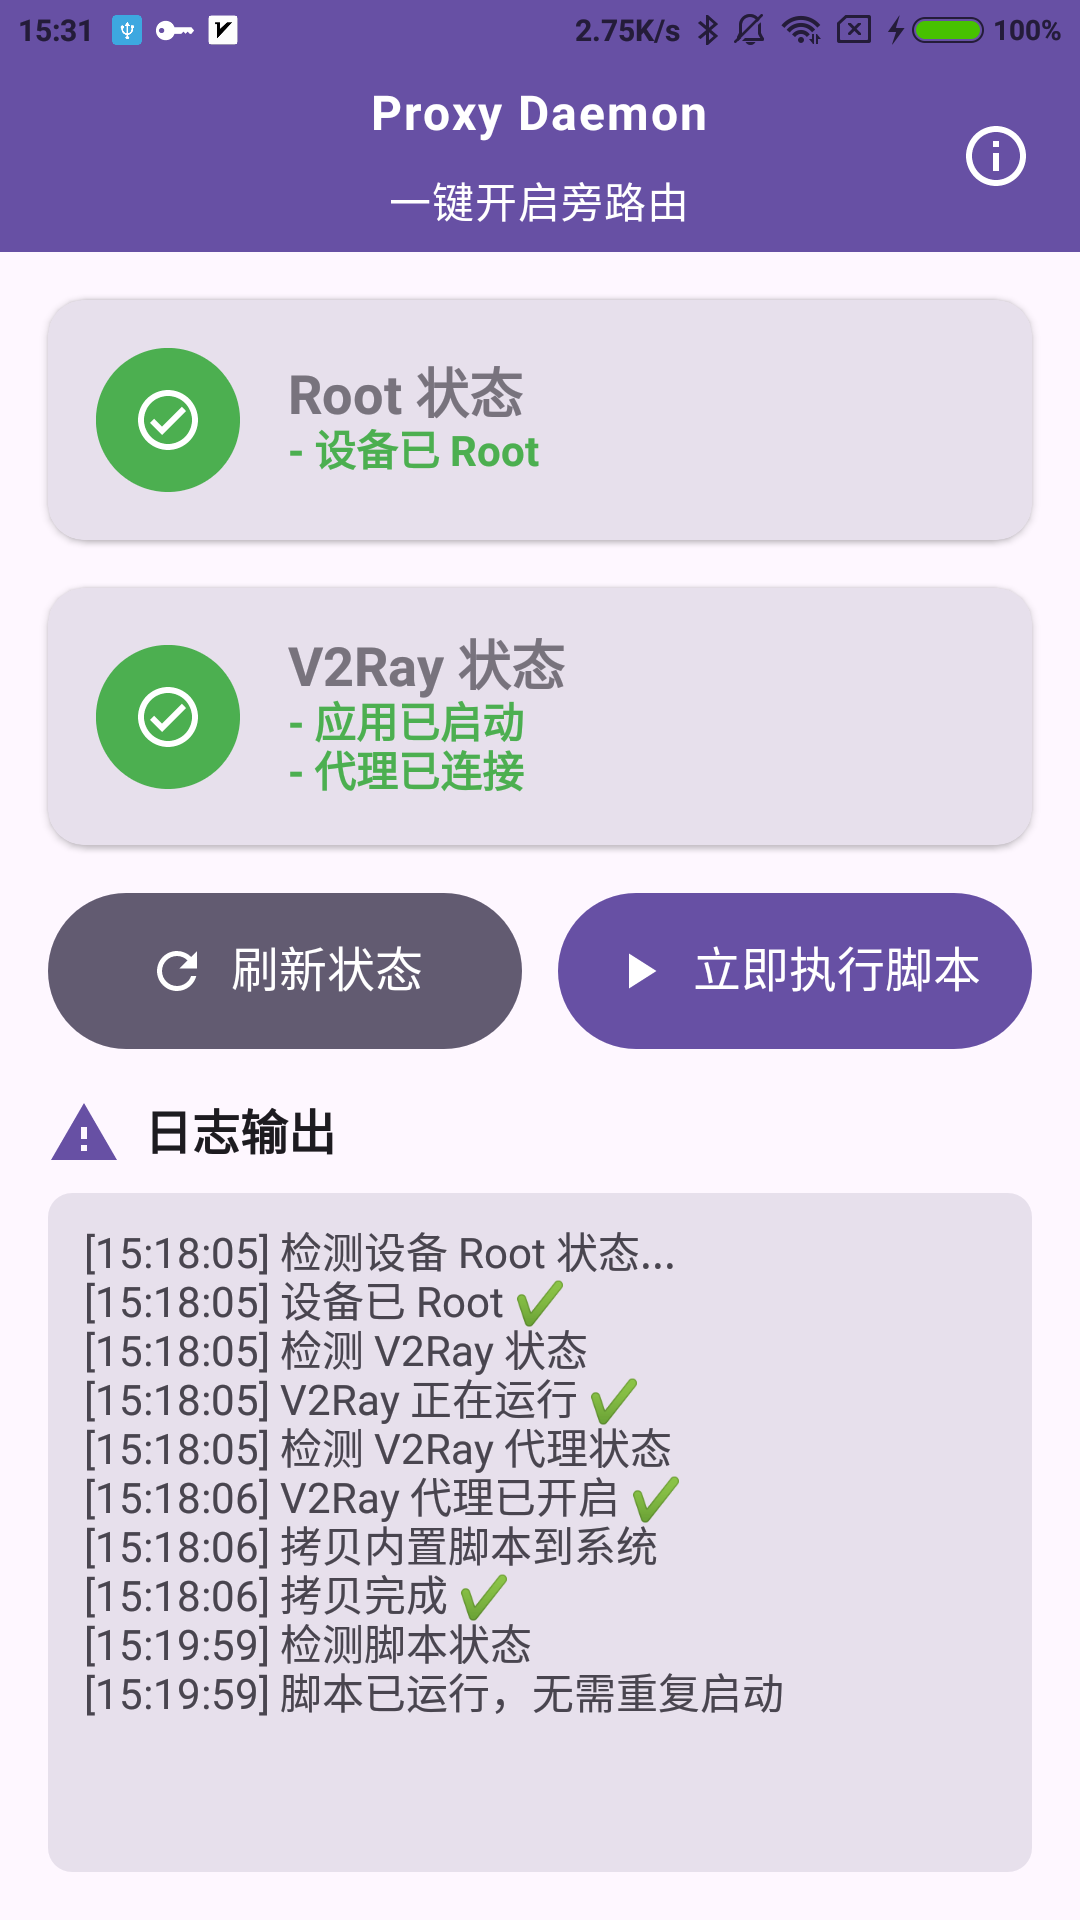 15:31
2.75K/s
100%
Proxy Daemon
一键开启旁路由
Root 状态
- 设备已 Root
V2Ray 状态
- 应用已启动
- 代理已连接
刷新状态
立即执行脚本
日志输出
[15:18:05] 检测设备 Root 状态...
[15:18:05] 设备已 Root ✔
[15:18:05] 检测 V2Ray 状态
[15:18:05] V2Ray 正在运行 ✔
[15:18:05] 检测 V2Ray 代理状态
[15:18:06] V2Ray 代理已开启 ✔
[15:18:06] 拷贝内置脚本到系统
[15:18:06] 拷贝完成 ✔
[15:19:59] 检测脚本状态
[15:19:59] 脚本已运行，无需重复启动